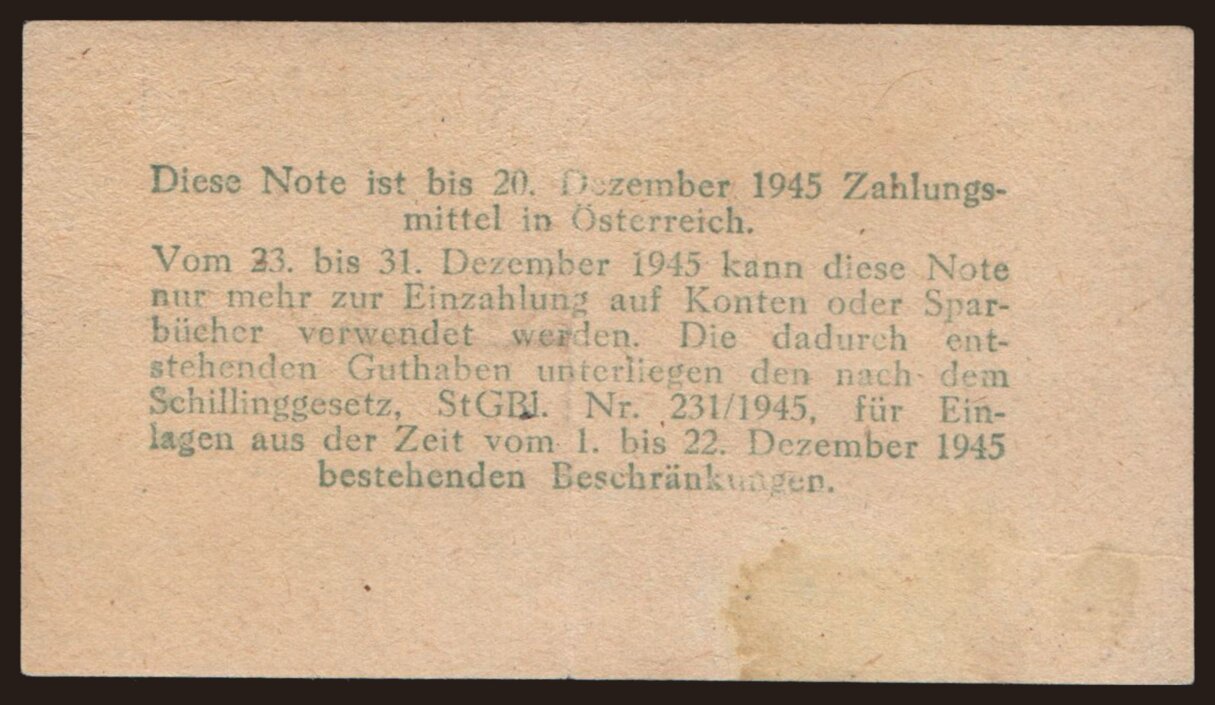 Diese Note ist bis 20. Dezember 1945 Zahlungs-
mittel in Österreich.
Vom 23. bis 31. Dezember 1945 kann diese Note
nur mehr zur Einzahlung auf Konten oder Spar-
bücher verwendet werden. Die dadurch ent-
stehenden Guthaben unterliegen den nach dem
Schillinggesetz, StGBl. Nr. 231/1945, für Ein-
lagen aus der Zeit vom 1. bis 22. Dezember 1945
bestehenden Beschränkungen.